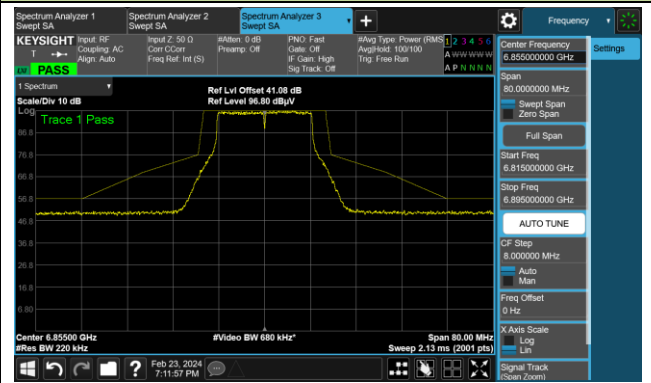 Spectrum Analyzer 1
Swept SA
Spectrum Analyzer 2
Swept SA
Spectrum Analyzer 3
Swept SA
Frequency
KEYSIGHT
Input: RF
Coupling: AC
Align: Auto
Input Z: 50 Ω
Corr CCorr
Freq Ref: Int (S)
#Atten: 0 dB
Preamp: Off
PNO: Fast
Gate: Off
IF Gain: High
Sig Track: Off
#Avg Type: Power (RMS
Avg|Hold: 100/100
Trig: Free Run
1 2 3 4 5 6
A W W W W W
A P N N N N
T
LW PASS
1 Spectrum
Scale/Div 10 dB
Ref Lvl Offset 41.08 dB
Ref Level 96.80 dBµV
Log
Trace 1 Pass
86.8
76.8
66.8
56.8
46.8
36.8
26.8
16.8
6.80
Center 6.85500 GHz
#Res BW 220 kHz
#Video BW 680 kHz*
Span 80.00 MHz
Sweep 2.13 ms (2001 pts)
Feb 23, 2024
7:11:57 PM
Center Frequency
6.855000000 GHz
Settings
Span
80.0000000 MHz
Swept Span
Zero Span
Full Span
Start Freq
6.815000000 GHz
Stop Freq
6.895000000 GHz
AUTO TUNE
CF Step
8.000000 MHz
Auto
Man
Freq Offset
0 Hz
X Axis Scale
Log
Lin
Signal Track
(Span Zoom)